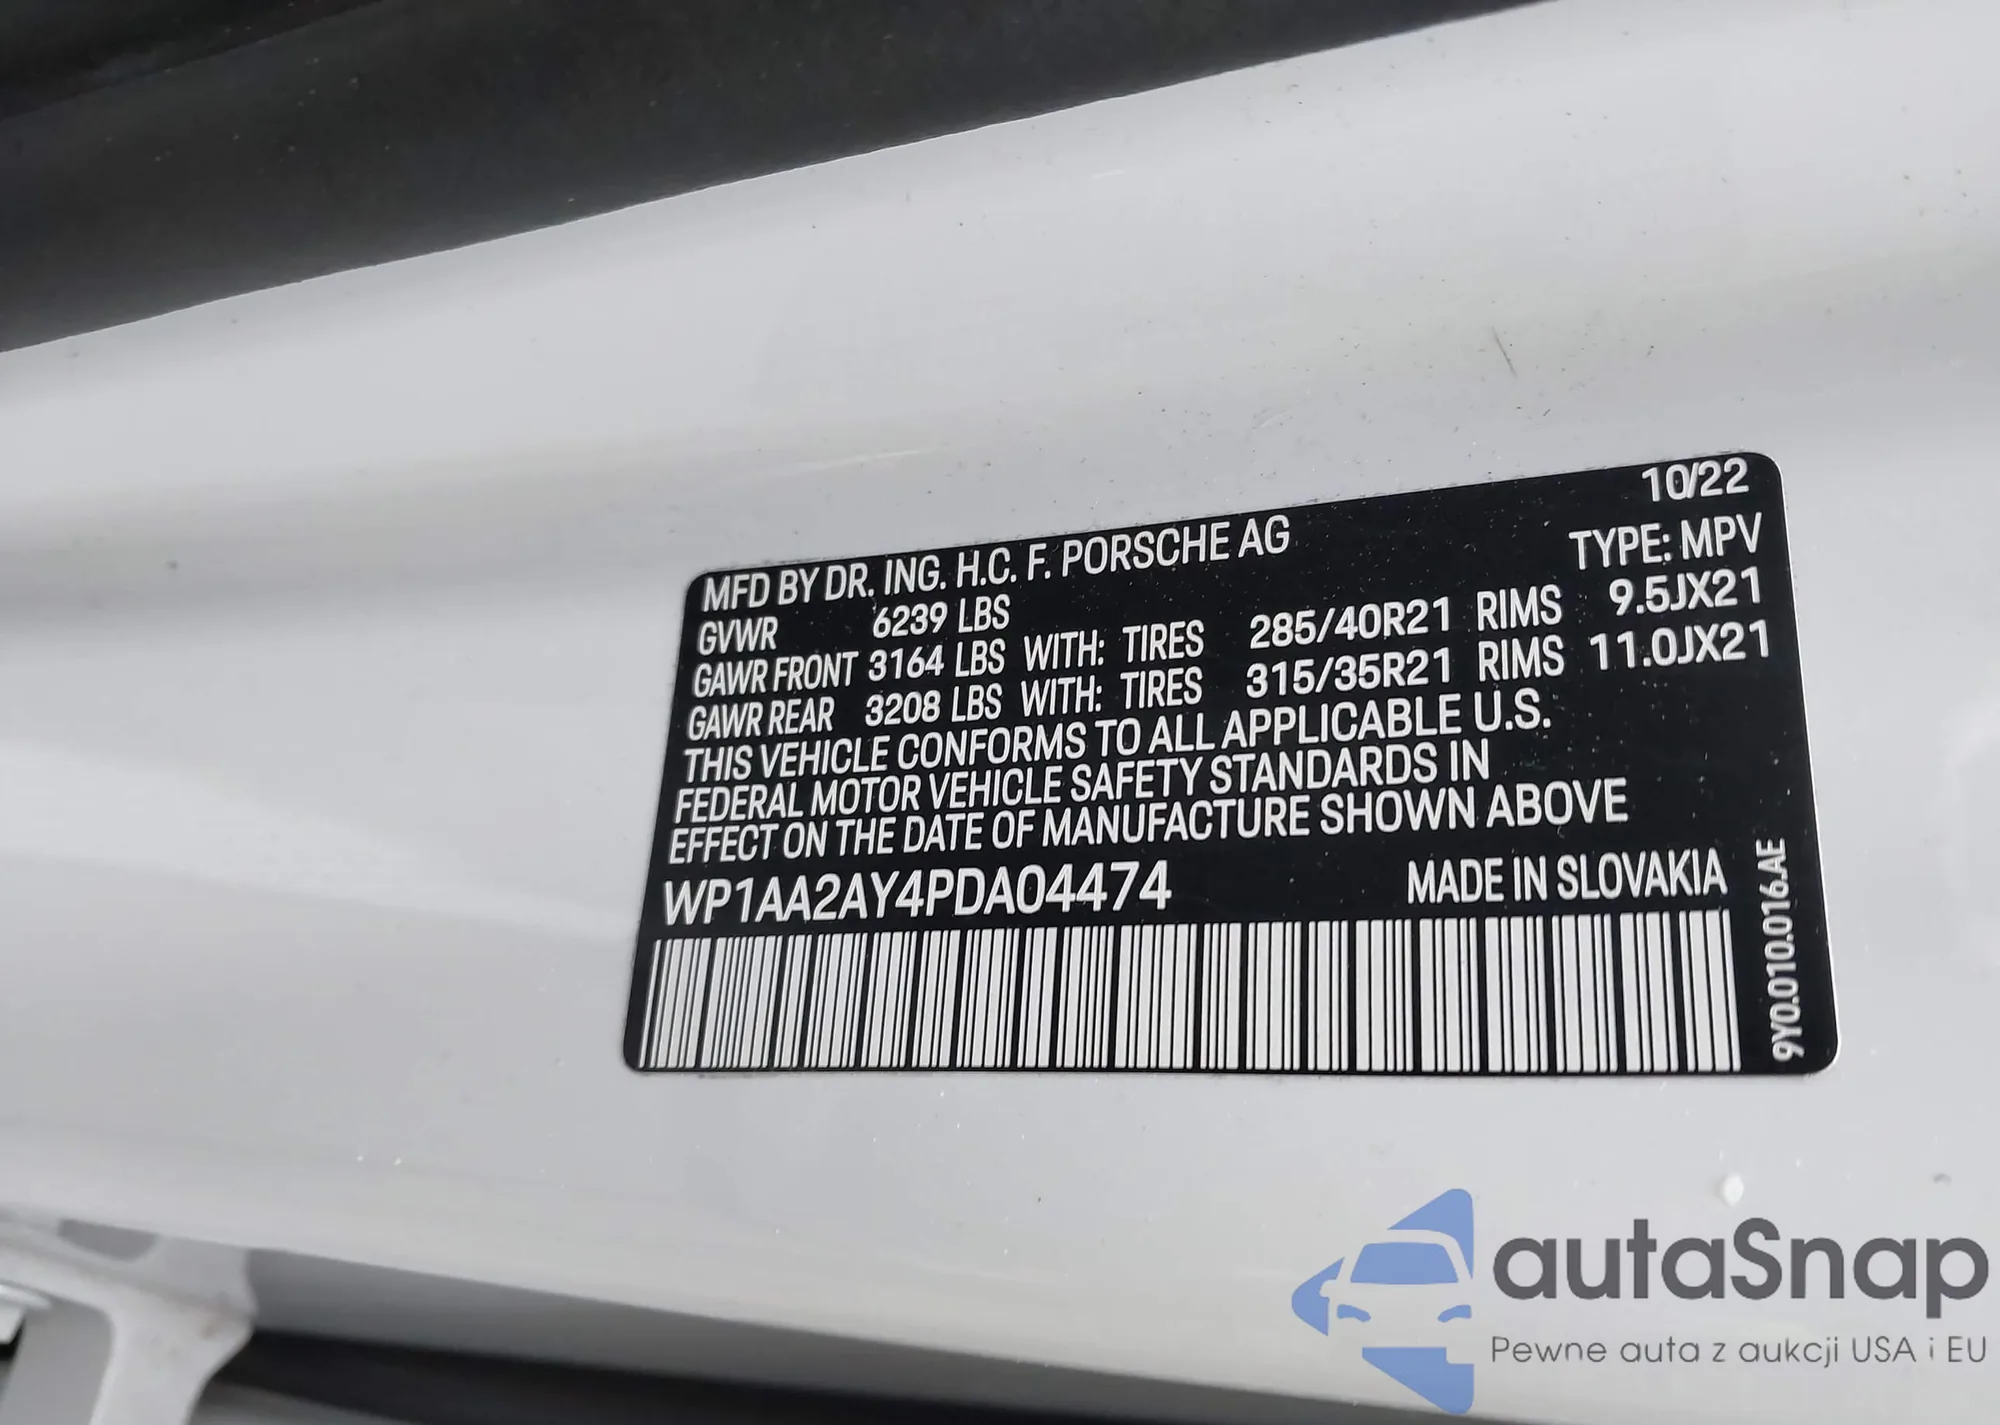 10/22
MFD BY DR. ING. H.C. F. PORSCHE AG
TYPE: MPV
GVWR 6239 LBS
GAWR FRONT 3164 LBS WITH: TIRES 285/40R21 RIMS 9.5JX21
GAWR REAR 3208 LBS WITH: TIRES 315/35R21 RIMS 11.0JX21
THIS VEHICLE CONFORMS TO ALL APPLICABLE U.S.
FEDERAL MOTOR VEHICLE SAFETY STANDARDS IN
EFFECT ON THE DATE OF MANUFACTURE SHOWN ABOVE
WP1AA2AY4PDA04474 MADE IN SLOVAKIA
9Y0.010.016.AE
autaSnap
Pewne auta z aukcji USA i EU